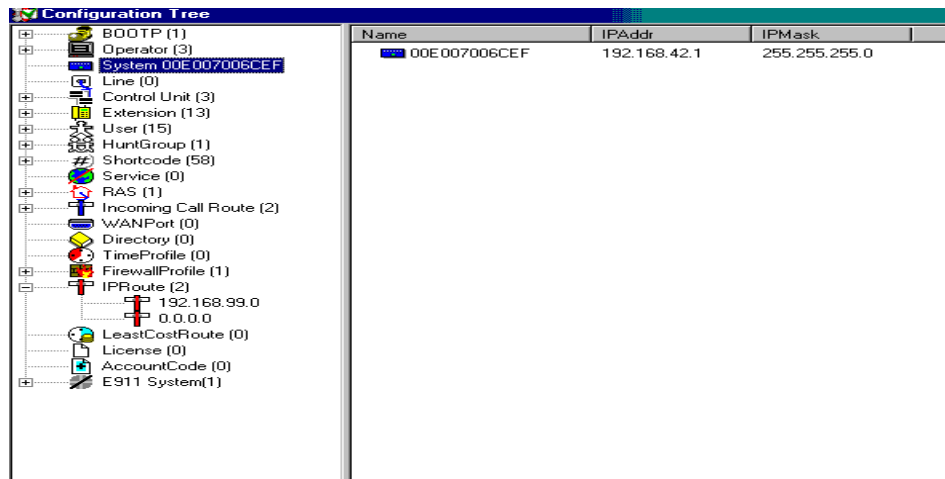 Configuration Tree
BOOTP (1)
Operator (3)
System 00E007006CEF
Line (0)
Control Unit (3)
Extension (13)
User (15)
HuntGroup (1)
Shortcode (58)
Service (0)
RAS (1)
Incoming Call Route (2)
WANPort (0)
Directory (0)
TimeProfile (0)
FirewallProfile (1)
IPRoute (2)
192.168.99.0
0.0.0.0
LeastCostRoute (0)
License (0)
AccountCode (0)
E911 System(1)
Name IPAddr IPMask
00E007006CEF 192.168.42.1 255.255.255.0